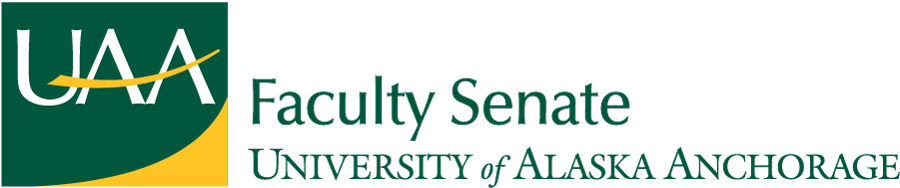 UAA
Faculty Senate
UNIVERSITY of ALASKA ANCHORAGE